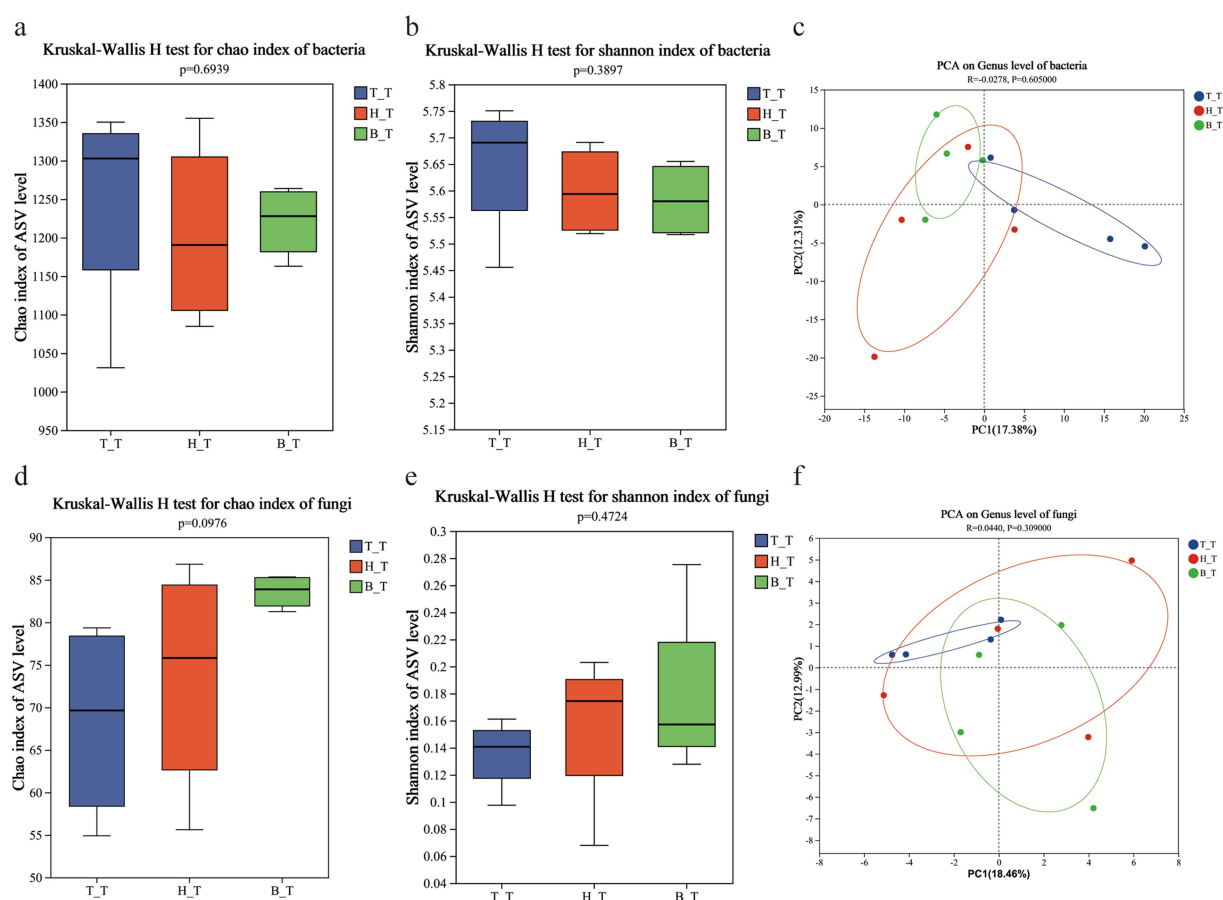 a
Kruskal-Wallis H test for chao index of bacteria
p=0.6939
T_T
H_T
B_T
Chao index of ASV level
1400
1350
1300
1250
1200
1150
1100
1050
1000
950
T_T
H_T
B_T
b
Kruskal-Wallis H test for shannon index of bacteria
p=0.3897
T_T
H_T
B_T
Shannon index of ASV level
5.8
5.75
5.7
5.66
5.6
5.5
5.45
5.4
5.35
5.3
5.2
5.15
T_T
H_T
B_T
c
PCA on Genus level of bacteria
R=-0.0278, P=0.605000
T_T
H_T
B_T
PC2(12.31%)
15
10
5
0
-5
-10
-15
-20
-25
-20
-15
-10
-5
0
5
10
15
20
25
PC1(17.38%)
d
Kruskal-Wallis H test for chao index of fungi
p=0.0976
T_T
H_T
B_T
Chao index of ASV level
90
85
80
75
70
65
60
55
50
T_T
H_T
B_T
e
Kruskal-Wallis H test for shannon index of fungi
p=0.4724
T_T
H_T
B_T
Shannon index of ASV level
0.3
0.28
0.26
0.24
0.22
0.2
0.18
0.16
0.14
0.12
0.1
0.08
0.06
0.04
T_T
H_T
B_T
f
PCA on Genus level of fungi
R=0.0440, P=0.309000
T_T
H_T
B_T
PC2(12.99%)
6
5
4
3
2
1
0
-1
-2
-3
-4
-5
-6
-7
-8
-8
-6
-4
-2
0
2
4
6
8
PC1(18.46%)